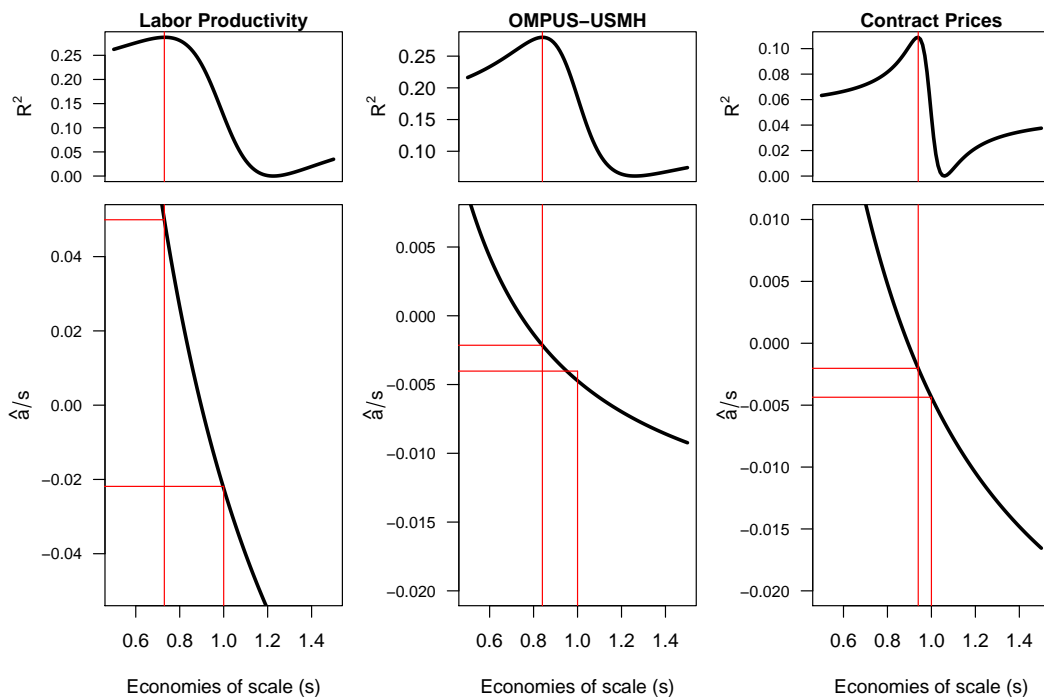 Labor Productivity
OMPUS−USMH
Contract Prices
R²
0.25
0.20
0.15
0.10
0.05
0.00
R²
0.25
0.20
0.15
0.10
R²
0.10
0.08
0.06
0.04
0.02
0.00
â/s
0.04
0.02
0.00
−0.02
−0.04
â/s
0.005
0.000
−0.005
−0.010
−0.015
−0.020
â/s
0.010
0.005
0.000
−0.005
−0.010
−0.015
−0.020
0.6 0.8 1.0 1.2 1.4
0.6 0.8 1.0 1.2 1.4
0.6 0.8 1.0 1.2 1.4
Economies of scale (s)
Economies of scale (s)
Economies of scale (s)